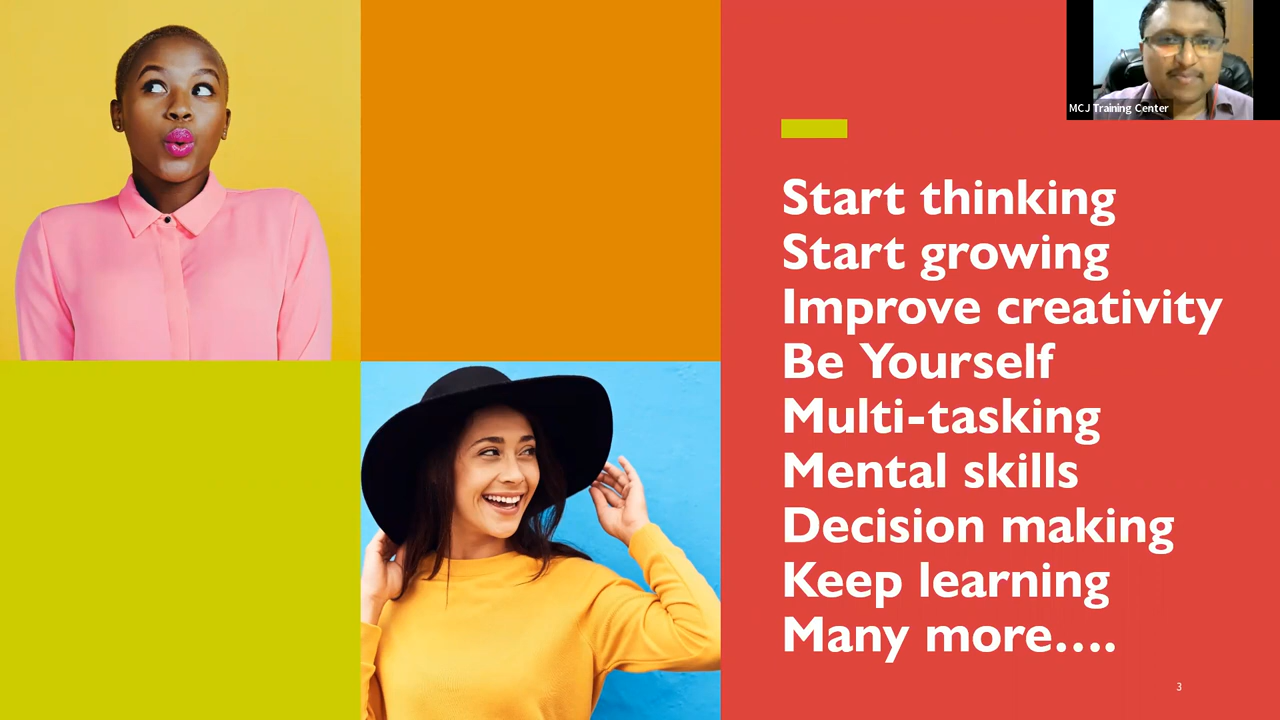 MCJ Training Center
Start thinking
Start growing
Improve creativity
Be Yourself
Multi-tasking
Mental skills
Decision making
Keep learning
Many more....
3